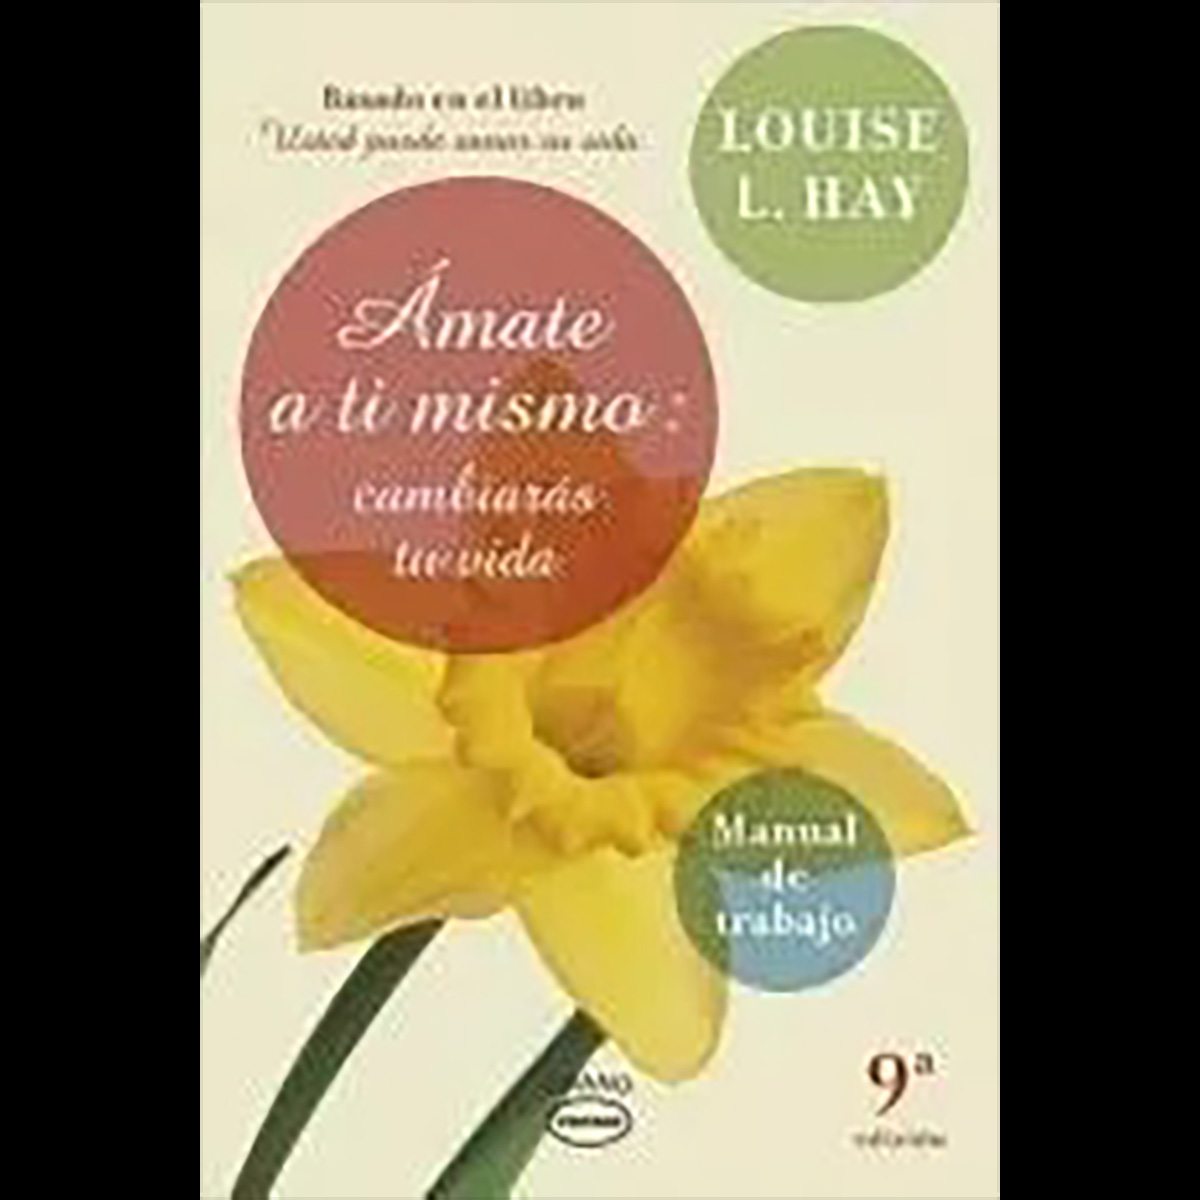 Basado en el libro
Usted puede sanar su vida
LOUISE
L. HAY
Ámate
a ti mismo:
cambiarás
tu vida
Manual
de
trabajo
9ª
edición